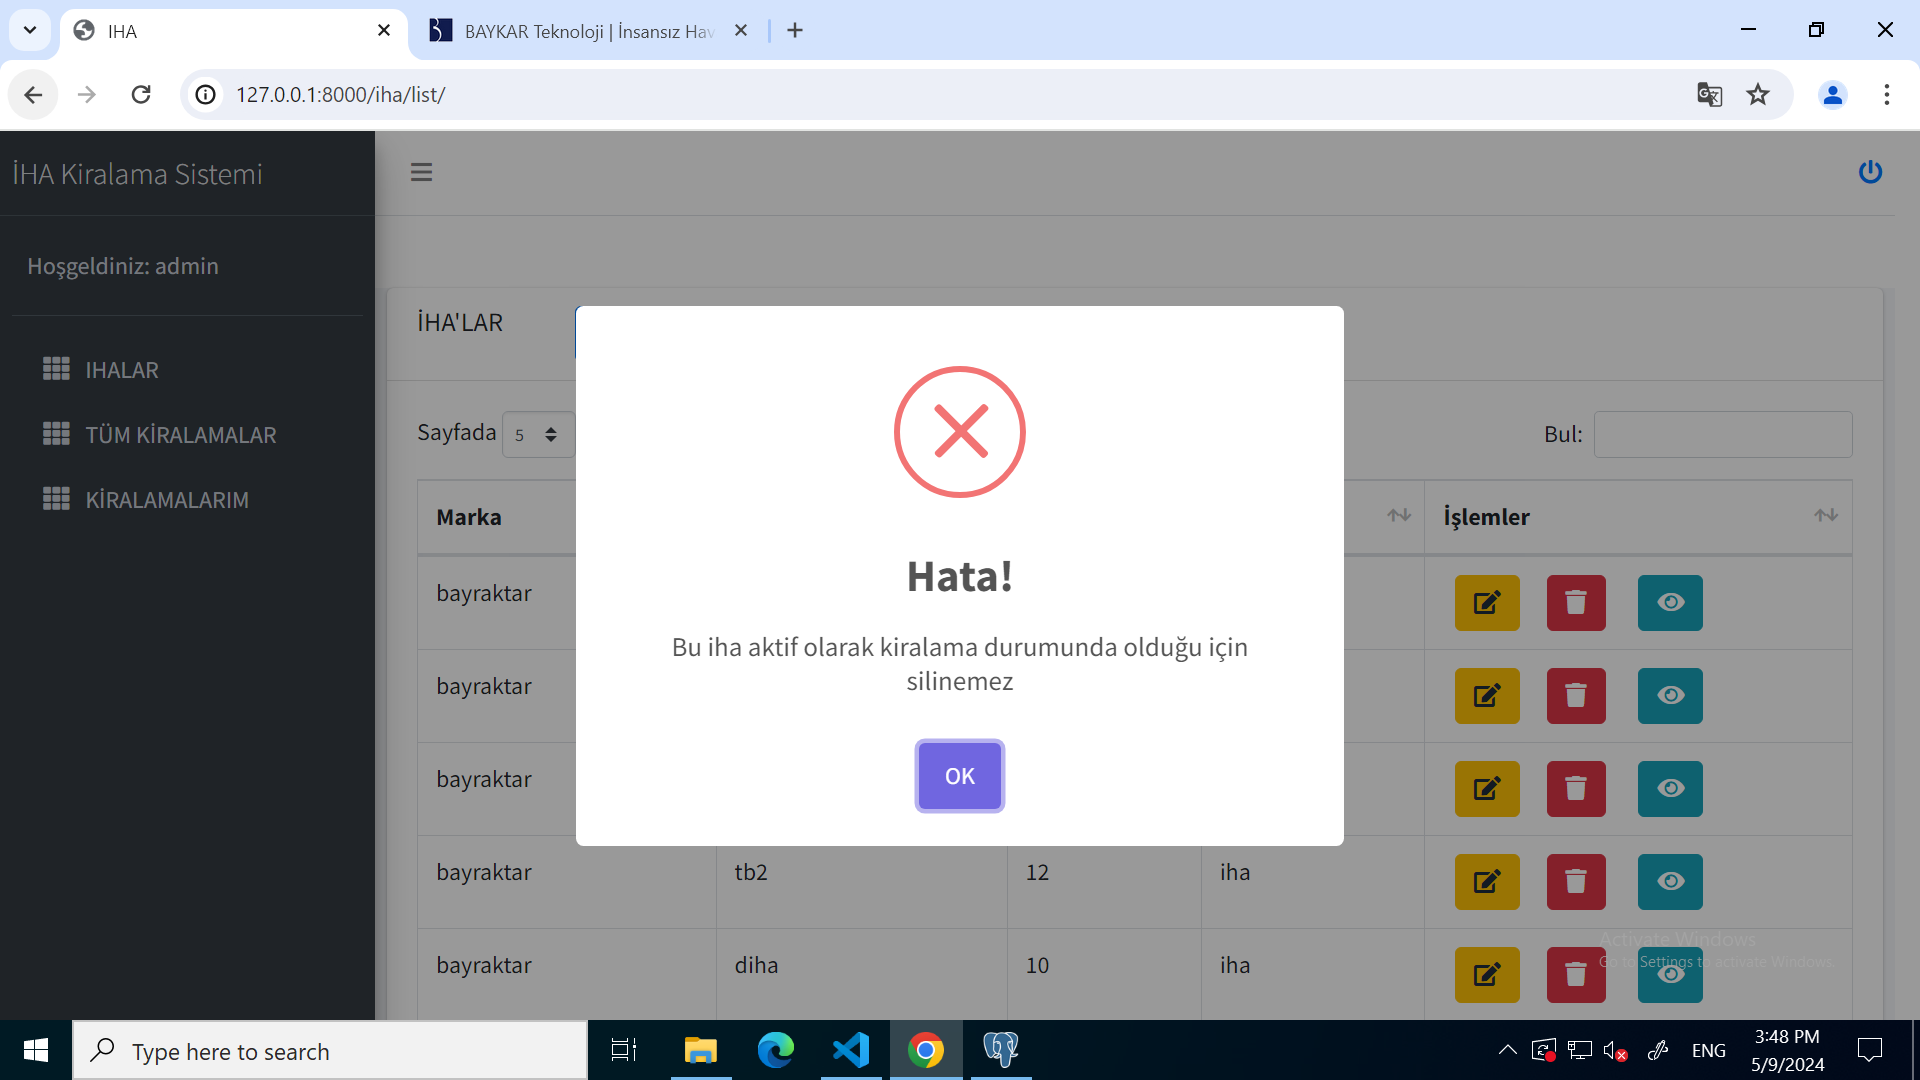 IHA
BAYKAR Teknoloji | İnsansız Hav
127.0.0.1:8000/iha/list/
İHA Kiralama Sistemi
Hoşgeldiniz: admin
IHALAR
TÜM KİRALAMALAR
KİRALAMALARIM
İHA'LAR
Sayfada 5
Bul:
Marka
İşlemler
bayraktar
bayraktar
bayraktar
bayraktar tb2 12 iha
bayraktar diha 10 iha
Hata!
Bu iha aktif olarak kiralama durumunda olduğu için
silinemez
OK
Activate Windows
Go to Settings to activate Windows.
Type here to search
ENG
3:48 PM
5/9/2024